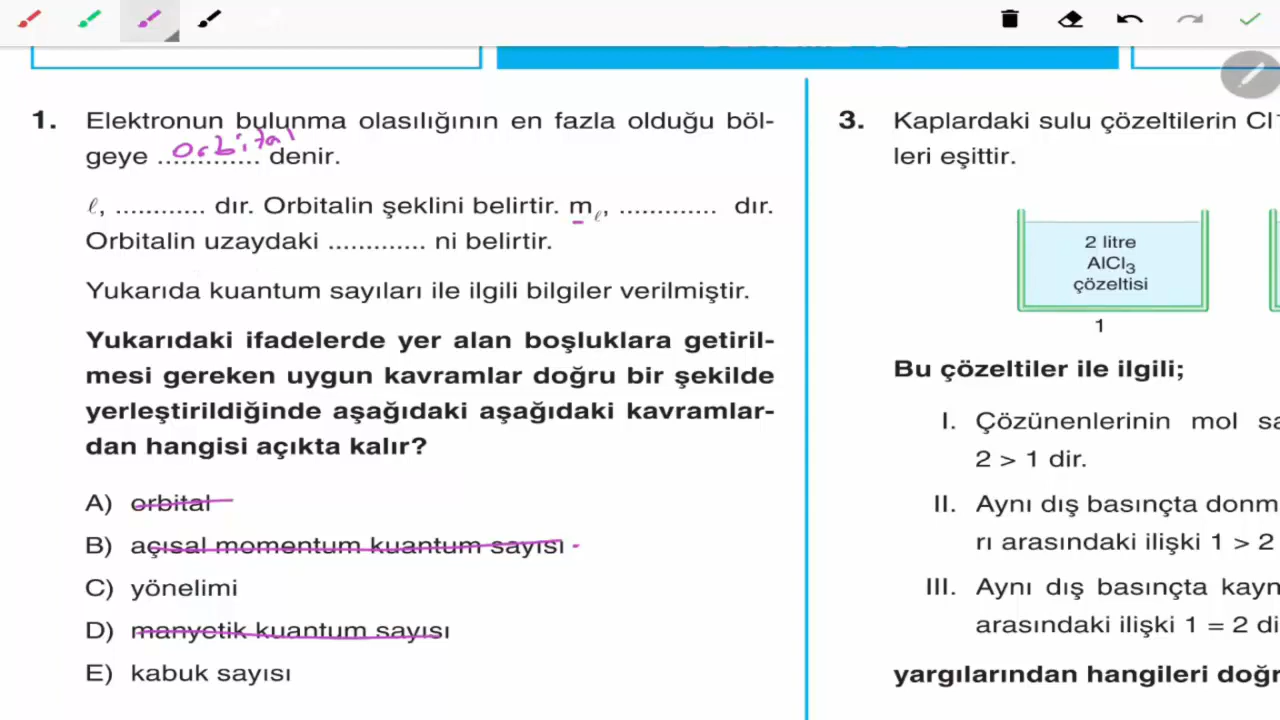 1. Elektronun bulunma olasılığının en fazla olduğu böl-
geye ............. denir.
orbital
ℓ, ............ dır. Orbitalin şeklini belirtir. mℓ, ............. dır.
Orbitalin uzaydaki ............. ni belirtir.
Yukarıda kuantum sayıları ile ilgili bilgiler verilmiştir.
Yukarıdaki ifadelerde yer alan boşluklara getiril-
mesi gereken uygun kavramlar doğru bir şekilde
yerleştirildiğinde aşağıdaki aşağıdaki kavramlar-
dan hangisi açıkta kalır?
A) orbital
B) açısal momentum kuantum sayısı
C) yönelimi
D) manyetik kuantum sayısı
E) kabuk sayısı
3. Kaplardaki sulu çözeltilerin Cl⁻
leri eşittir.
2 litre
AlCl₃
çözeltisi
1
Bu çözeltiler ile ilgili;
I. Çözünenlerinin mol sa
2 > 1 dir.
II. Aynı dış basınçta donm
rı arasındaki ilişki 1 > 2
III. Aynı dış basınçta kayn
arasındaki ilişki 1 = 2 di
yargılarından hangileri doğr